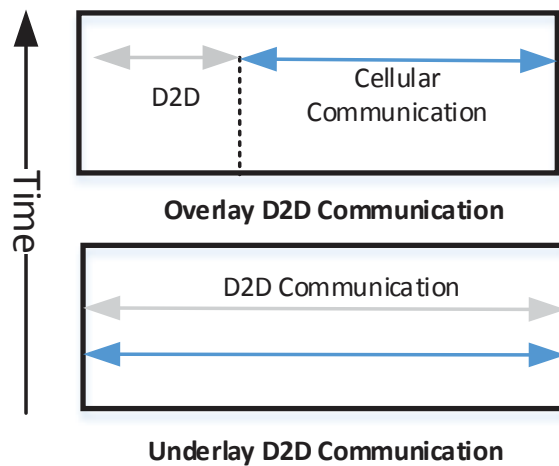 D2D
Cellular
Communication
Overlay D2D Communication
Time
D2D Communication
Underlay D2D Communication